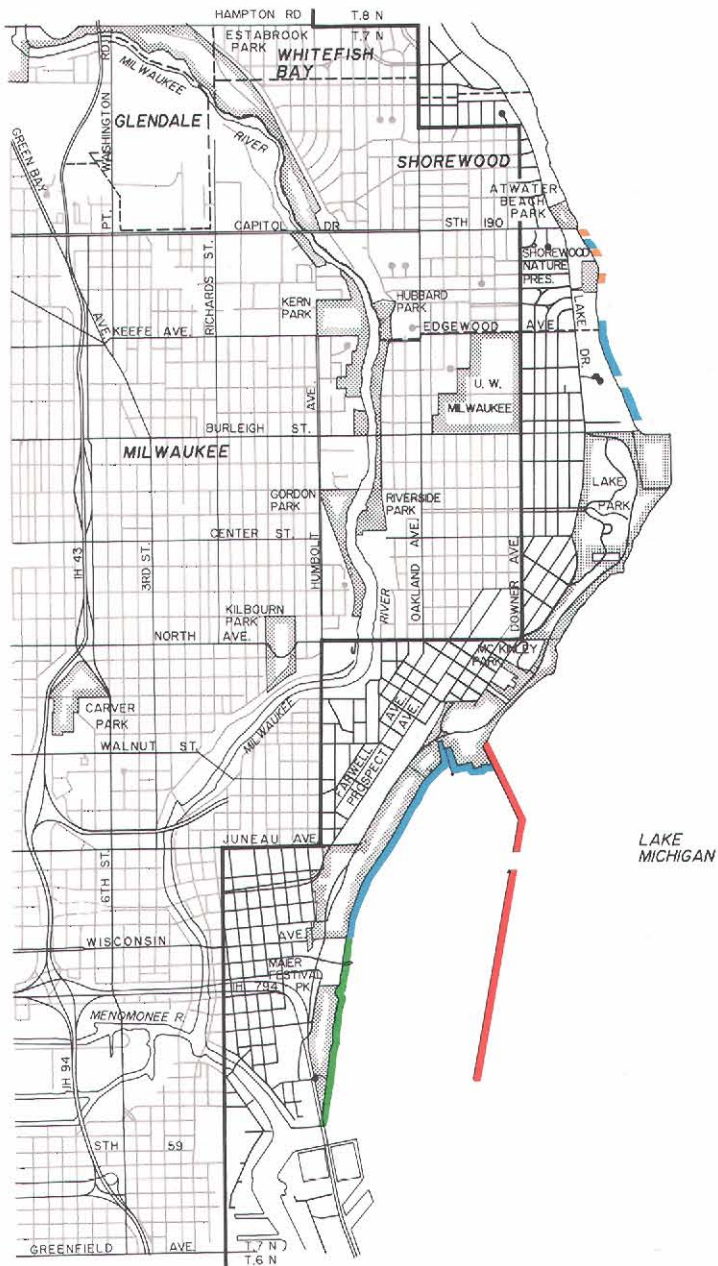 HAMPTON RD
T.8 N
T.7 N
ESTABROOK
PARK
WHITEFISH
BAY
MILWAUKEE
RIVER
WASHINGTON
RD
PT.
GLENDALE
GREEN BAY
AVE.
SHOREWOOD
ATWATER
BEACH
PARK
CAPITOL DR.
STH 190
RICHARDS ST.
SHOREWOOD
NATURE
PRES.
KERN
PARK
HUBBARD
PARK
LAKE DR.
KEEFE AVE.
EDGEWOOD AVE.
U. W.
MILWAUKEE
AVE.
BURLEIGH ST.
MILWAUKEE
LAKE
PARK
GORDON
PARK
RIVERSIDE
PARK
CENTER ST.
HUMBOLT
OAKLAND AVE.
DOWNER AVE.
IH 43
3RD ST.
KILBOURN
PARK
RIVER
NORTH AVE.
MC KINLEY
PARK
CARVER
PARK
MILWAUKEE
WALNUT ST.
FARWELL AVE.
PROSPECT AVE.
JUNEAU AVE.
LAKE
MICHIGAN
6TH ST.
WISCONSIN AVE.
MAIER
FESTIVAL
PK
IH 794
MENOMONEE R.
IH 94
STH 59
GREENFIELD AVE.
T.7 N
T.6 N